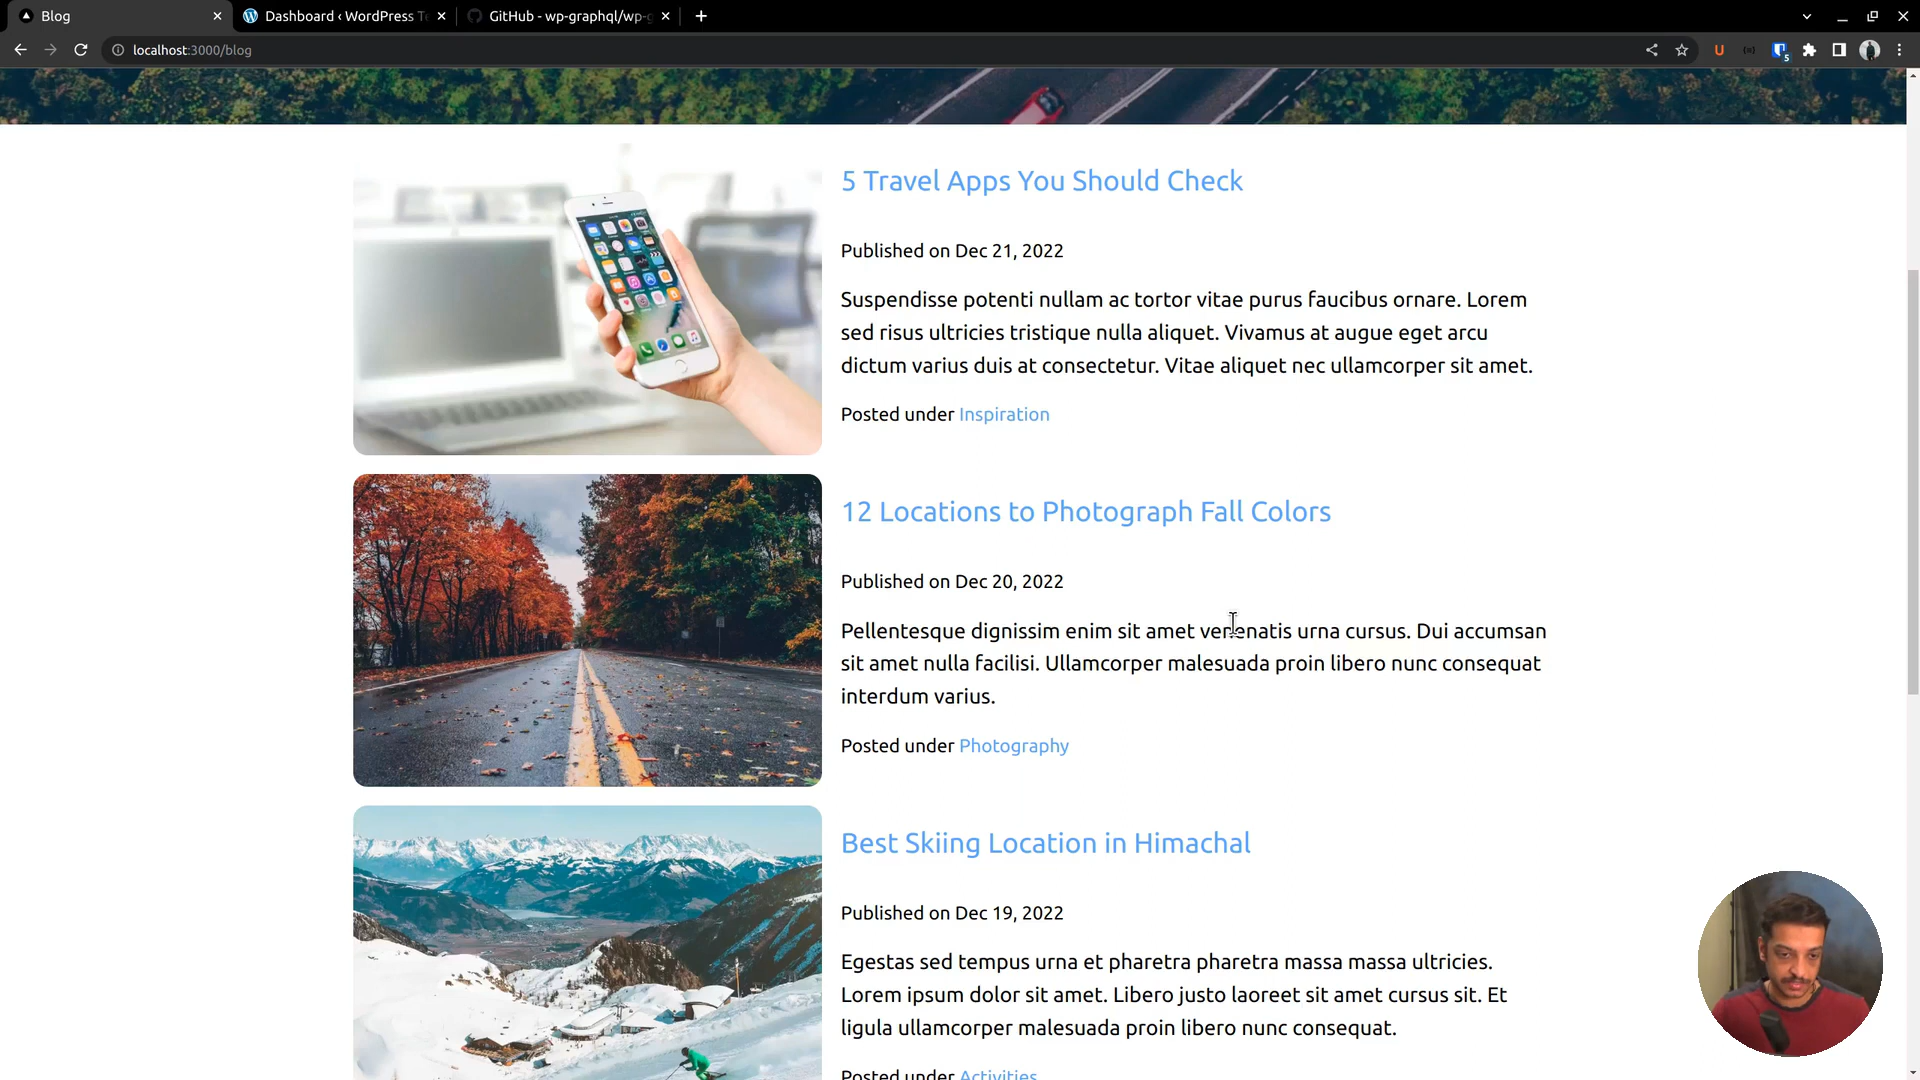 Blog
Dashboard ‹ WordPress Te
GitHub - wp-graphql/wp-g
localhost:3000/blog
U
5
5 Travel Apps You Should Check
Published on Dec 21, 2022
Suspendisse potenti nullam ac tortor vitae purus faucibus ornare. Lorem
sed risus ultricies tristique nulla aliquet. Vivamus at augue eget arcu
dictum varius duis at consectetur. Vitae aliquet nec ullamcorper sit amet.
Posted under Inspiration
12 Locations to Photograph Fall Colors
Published on Dec 20, 2022
Pellentesque dignissim enim sit amet venenatis urna cursus. Dui accumsan
sit amet nulla facilisi. Ullamcorper malesuada proin libero nunc consequat
interdum varius.
Posted under Photography
Best Skiing Location in Himachal
Published on Dec 19, 2022
Egestas sed tempus urna et pharetra pharetra massa massa ultricies.
Lorem ipsum dolor sit amet. Libero justo laoreet sit amet cursus sit. Et
ligula ullamcorper malesuada proin libero nunc consequat.
Posted under Activities